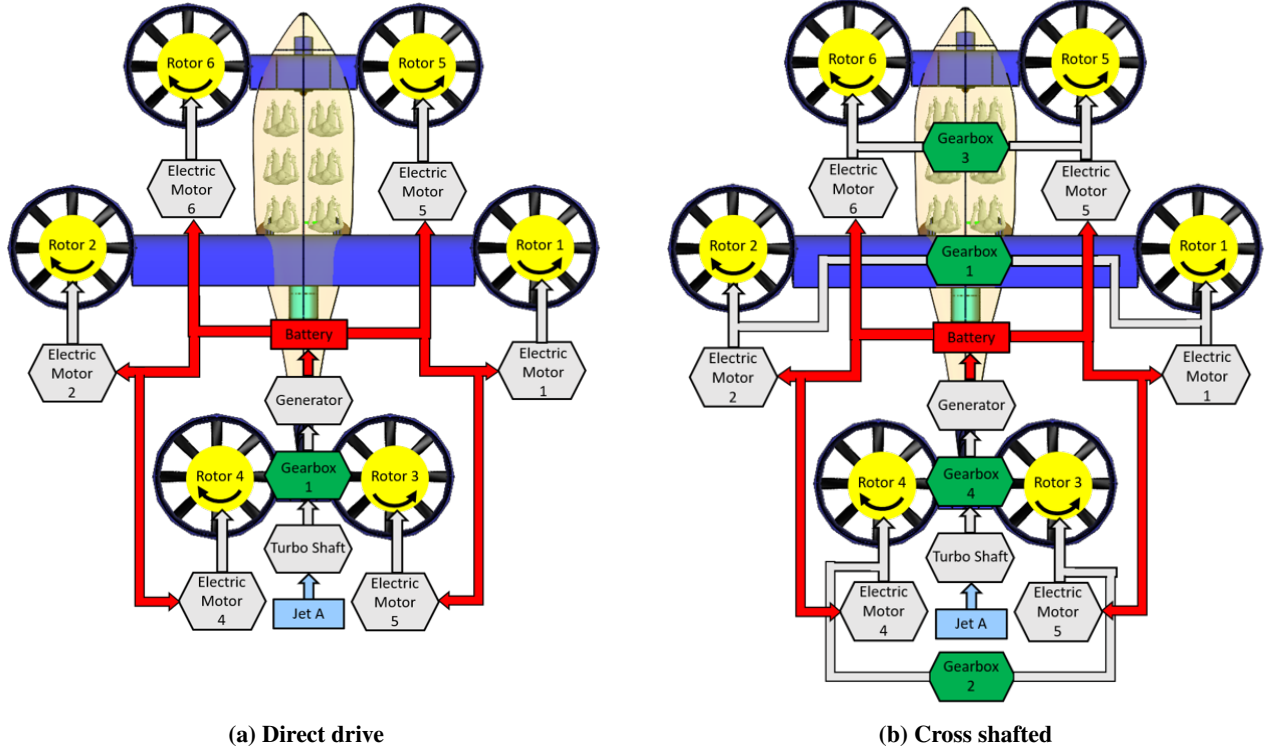 Rotor 6
Rotor 5
Electric
Motor
6
Electric
Motor
5
Rotor 2
Rotor 1
Battery
Electric
Motor
2
Electric
Motor
1
Generator
Rotor 4
Gearbox
1
Rotor 3
Turbo Shaft
Electric
Motor
4
Jet A
Electric
Motor
5
(a) Direct drive
Rotor 6
Rotor 5
Gearbox
3
Electric
Motor
6
Electric
Motor
5
Rotor 2
Gearbox
1
Rotor 1
Battery
Electric
Motor
2
Electric
Motor
1
Generator
Rotor 4
Gearbox
4
Rotor 3
Turbo Shaft
Electric
Motor
4
Jet A
Electric
Motor
5
Gearbox
2
(b) Cross shafted